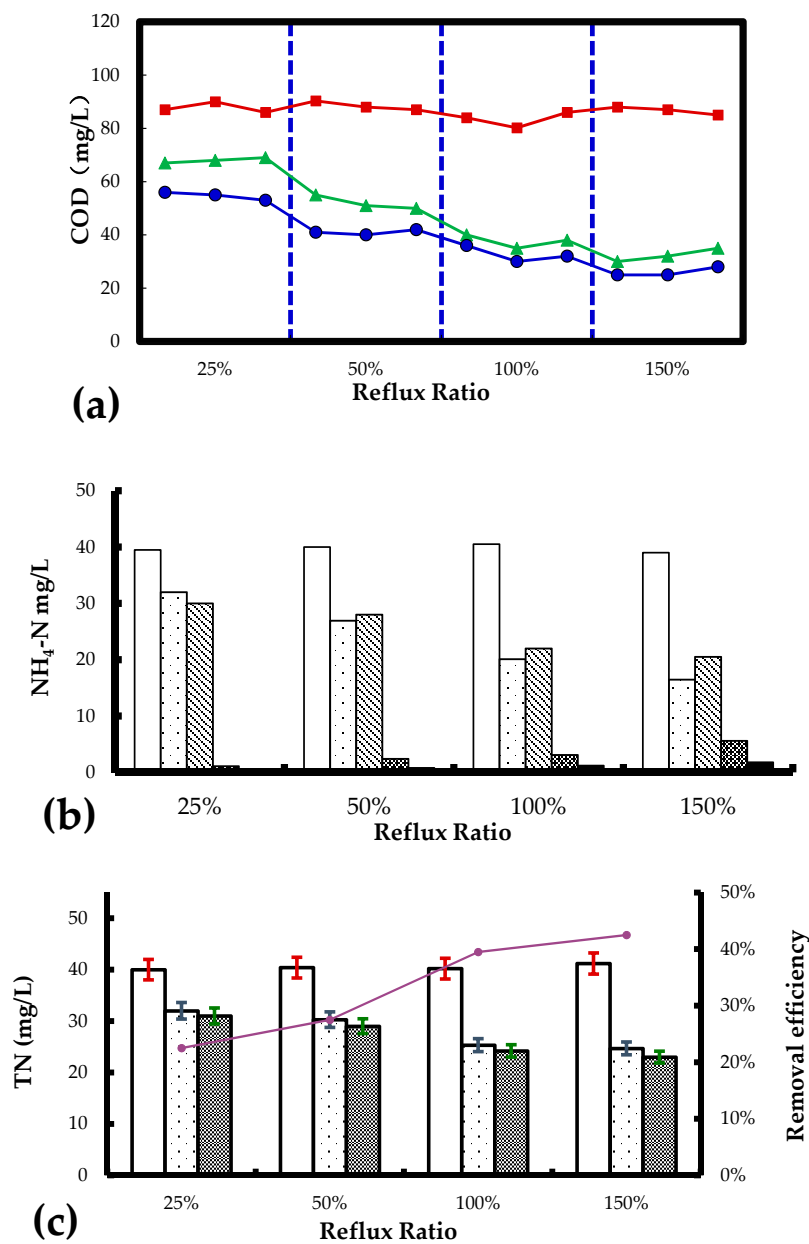 120
100
80
60
40
20
0
COD (mg/L)
25% 50% 100% 150%
Reflux Ratio
(a)
50
40
30
20
10
0
NH₄-N mg/L
25% 50% 100% 150%
Reflux Ratio
(b)
50
40
30
20
10
0
TN (mg/L)
50%
40%
30%
20%
10%
0%
Removal efficiency
25% 50% 100% 150%
Reflux Ratio
(c)